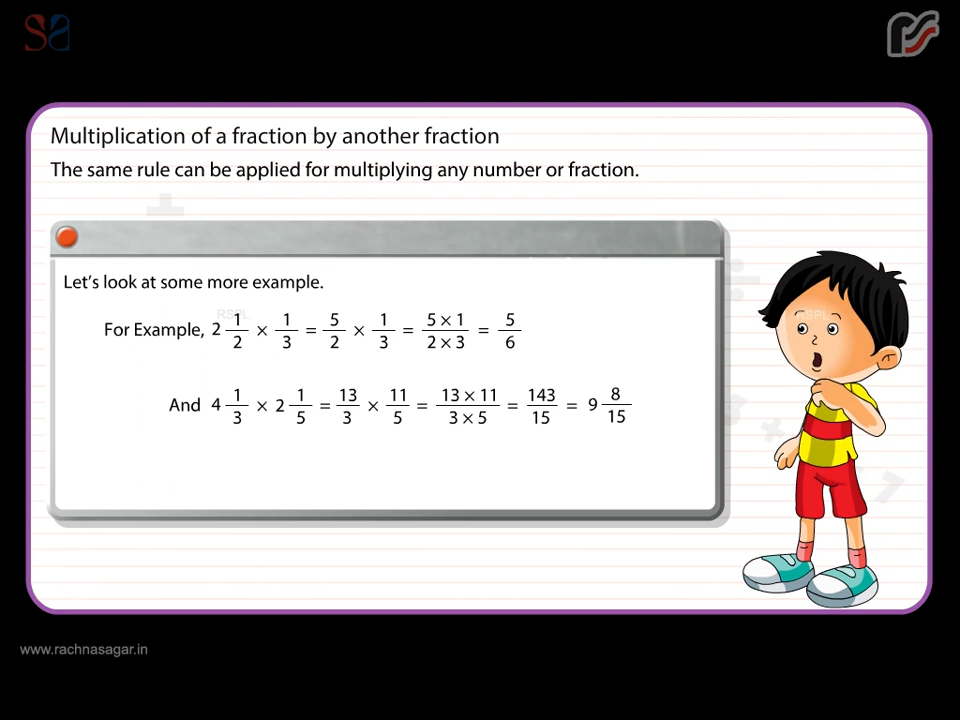 Multiplication of a fraction by another fraction
The same rule can be applied for multiplying any number or fraction.
Let's look at some more example.
For Example, 2 1/2 × 1/3 = 5/2 × 1/3 = 5 × 1/2 × 3 = 5/6
And 4 1/3 × 2 1/5 = 13/3 × 11/5 = 13 × 11/3 × 5 = 143/15 = 9 8/15
RSPL
RSPL
www.rachnasagar.in